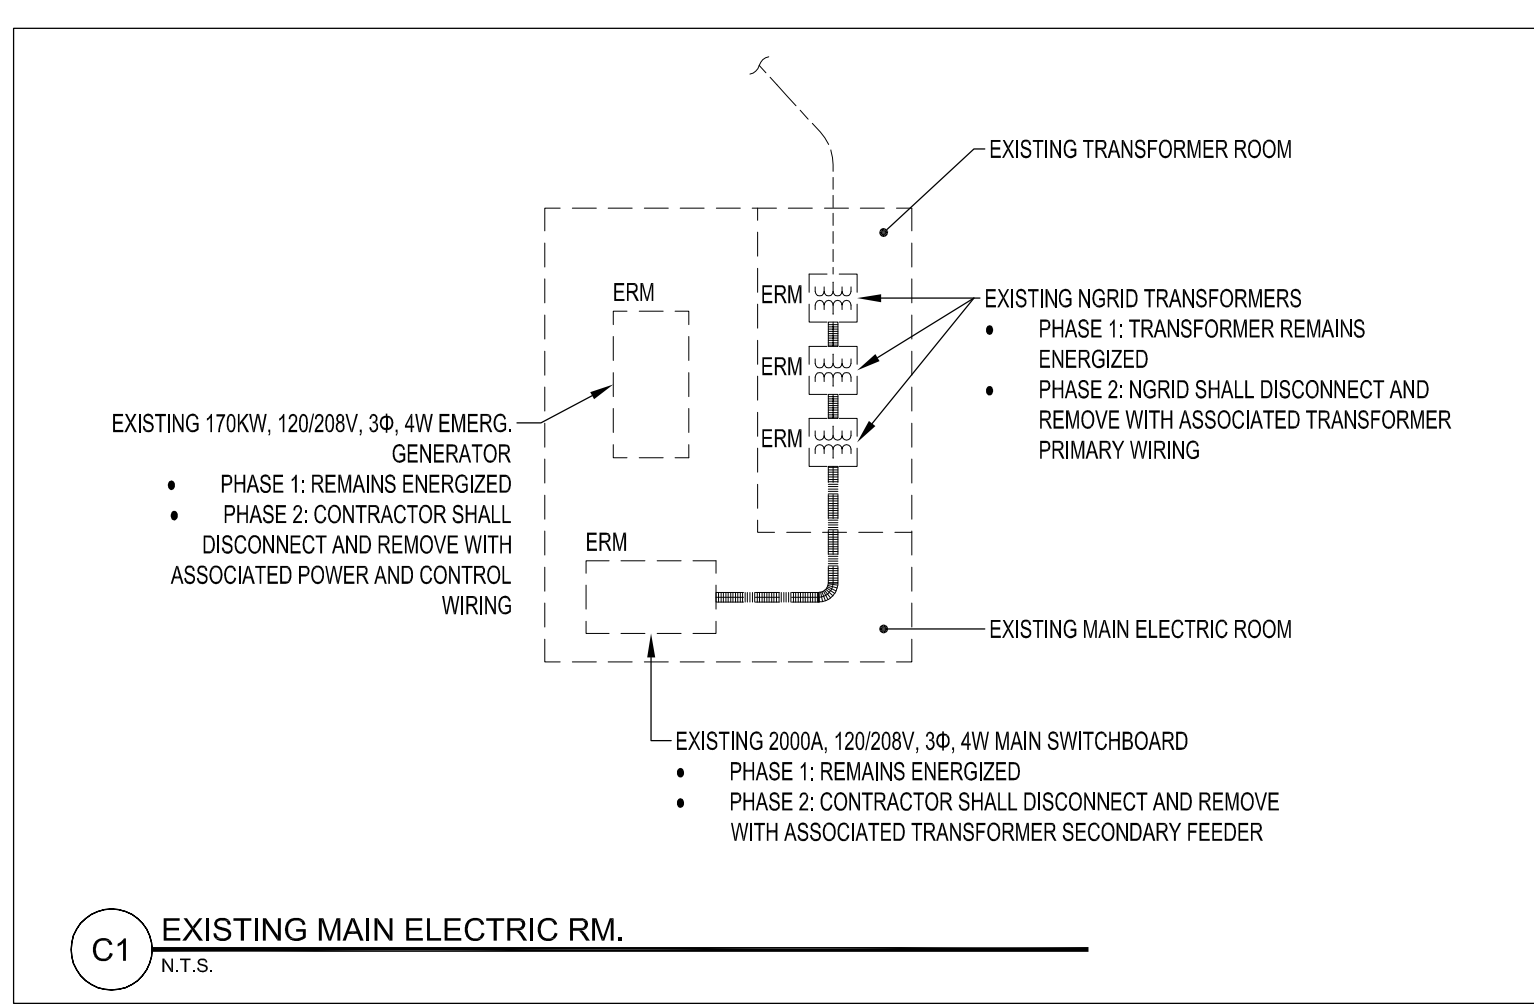 EXISTING TRANSFORMER ROOM
ERM
ERM
EXISTING NGRID TRANSFORMERS
• PHASE 1: TRANSFORMER REMAINS
ENERGIZED
• PHASE 2: NGRID SHALL DISCONNECT AND
REMOVE WITH ASSOCIATED TRANSFORMER
PRIMARY WIRING
ERM
ERM
EXISTING 170KW, 120/208V, 3Φ, 4W EMERG.
GENERATOR
• PHASE 1: REMAINS ENERGIZED
• PHASE 2: CONTRACTOR SHALL
DISCONNECT AND REMOVE WITH
ASSOCIATED POWER AND CONTROL
WIRING
ERM
EXISTING MAIN ELECTRIC ROOM
EXISTING 2000A, 120/208V, 3Φ, 4W MAIN SWITCHBOARD
• PHASE 1: REMAINS ENERGIZED
• PHASE 2: CONTRACTOR SHALL DISCONNECT AND REMOVE
WITH ASSOCIATED TRANSFORMER SECONDARY FEEDER
C1
EXISTING MAIN ELECTRIC RM.
N.T.S.